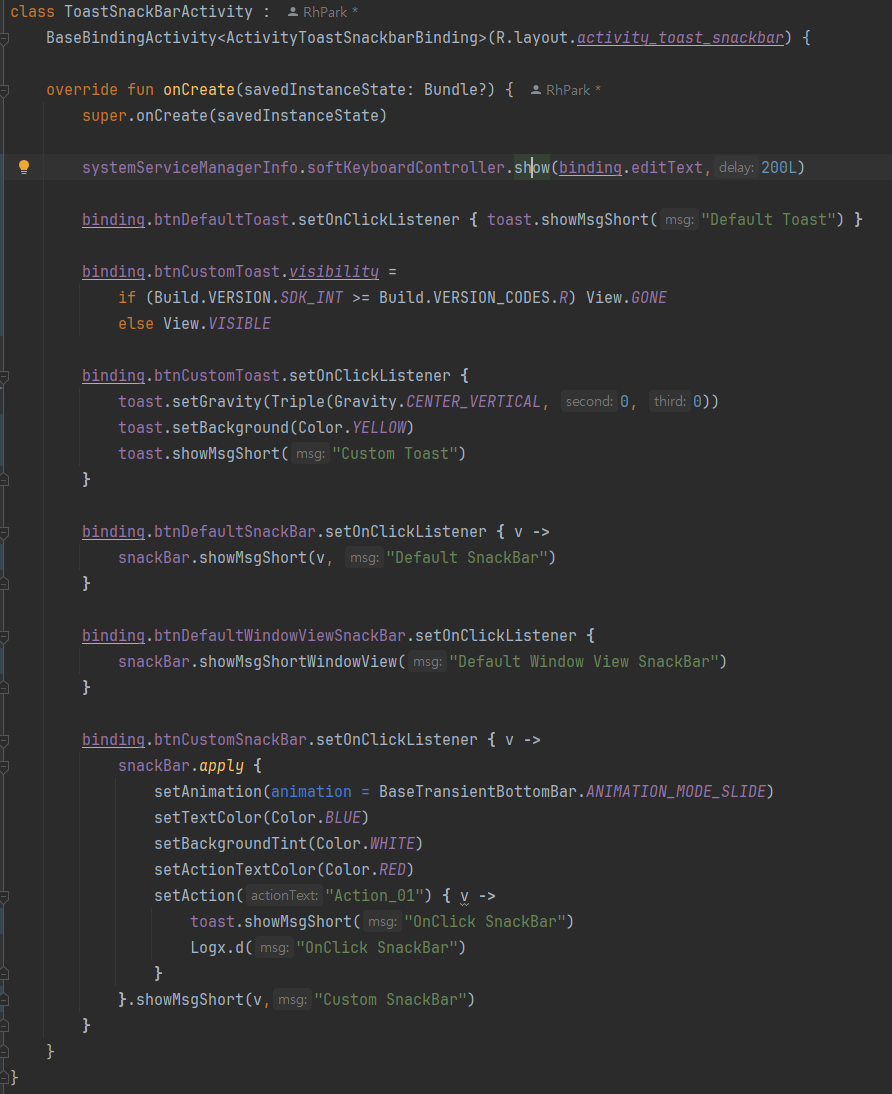 class ToastSnackBarActivity : RhPark *
BaseBindingActivity<ActivityToastSnackbarBinding>(R.layout.activity_toast_snackbar) {
override fun onCreate(savedInstanceState: Bundle?) { RhPark *
super.onCreate(savedInstanceState)
systemServiceManagerInfo.softKeyboardController.show(binding.editText, delay: 200L)
binding.btnDefaultToast.setOnClickListener { toast.showMsgShort( msg: "Default Toast") }
binding.btnCustomToast.visibility =
if (Build.VERSION.SDK_INT >= Build.VERSION_CODES.R) View.GONE
else View.VISIBLE
binding.btnCustomToast.setOnClickListener {
toast.setGravity(Triple(Gravity.CENTER_VERTICAL, second: 0, third: 0))
toast.setBackground(Color.YELLOW)
toast.showMsgShort( msg: "Custom Toast")
}
binding.btnDefaultSnackBar.setOnClickListener { v ->
snackBar.showMsgShort(v, msg: "Default SnackBar")
}
binding.btnDefaultWindowViewSnackBar.setOnClickListener {
snackBar.showMsgShortWindowView( msg: "Default Window View SnackBar")
}
binding.btnCustomSnackBar.setOnClickListener { v ->
snackBar.apply {
setAnimation(animation = BaseTransientBottomBar.ANIMATION_MODE_SLIDE)
setTextColor(Color.BLUE)
setBackgroundTint(Color.WHITE)
setActionTextColor(Color.RED)
setAction( actionText: "Action_01") { v ->
toast.showMsgShort( msg: "OnClick SnackBar")
Logx.d( msg: "OnClick SnackBar")
}
}.showMsgShort(v, msg: "Custom SnackBar")
}
}
}